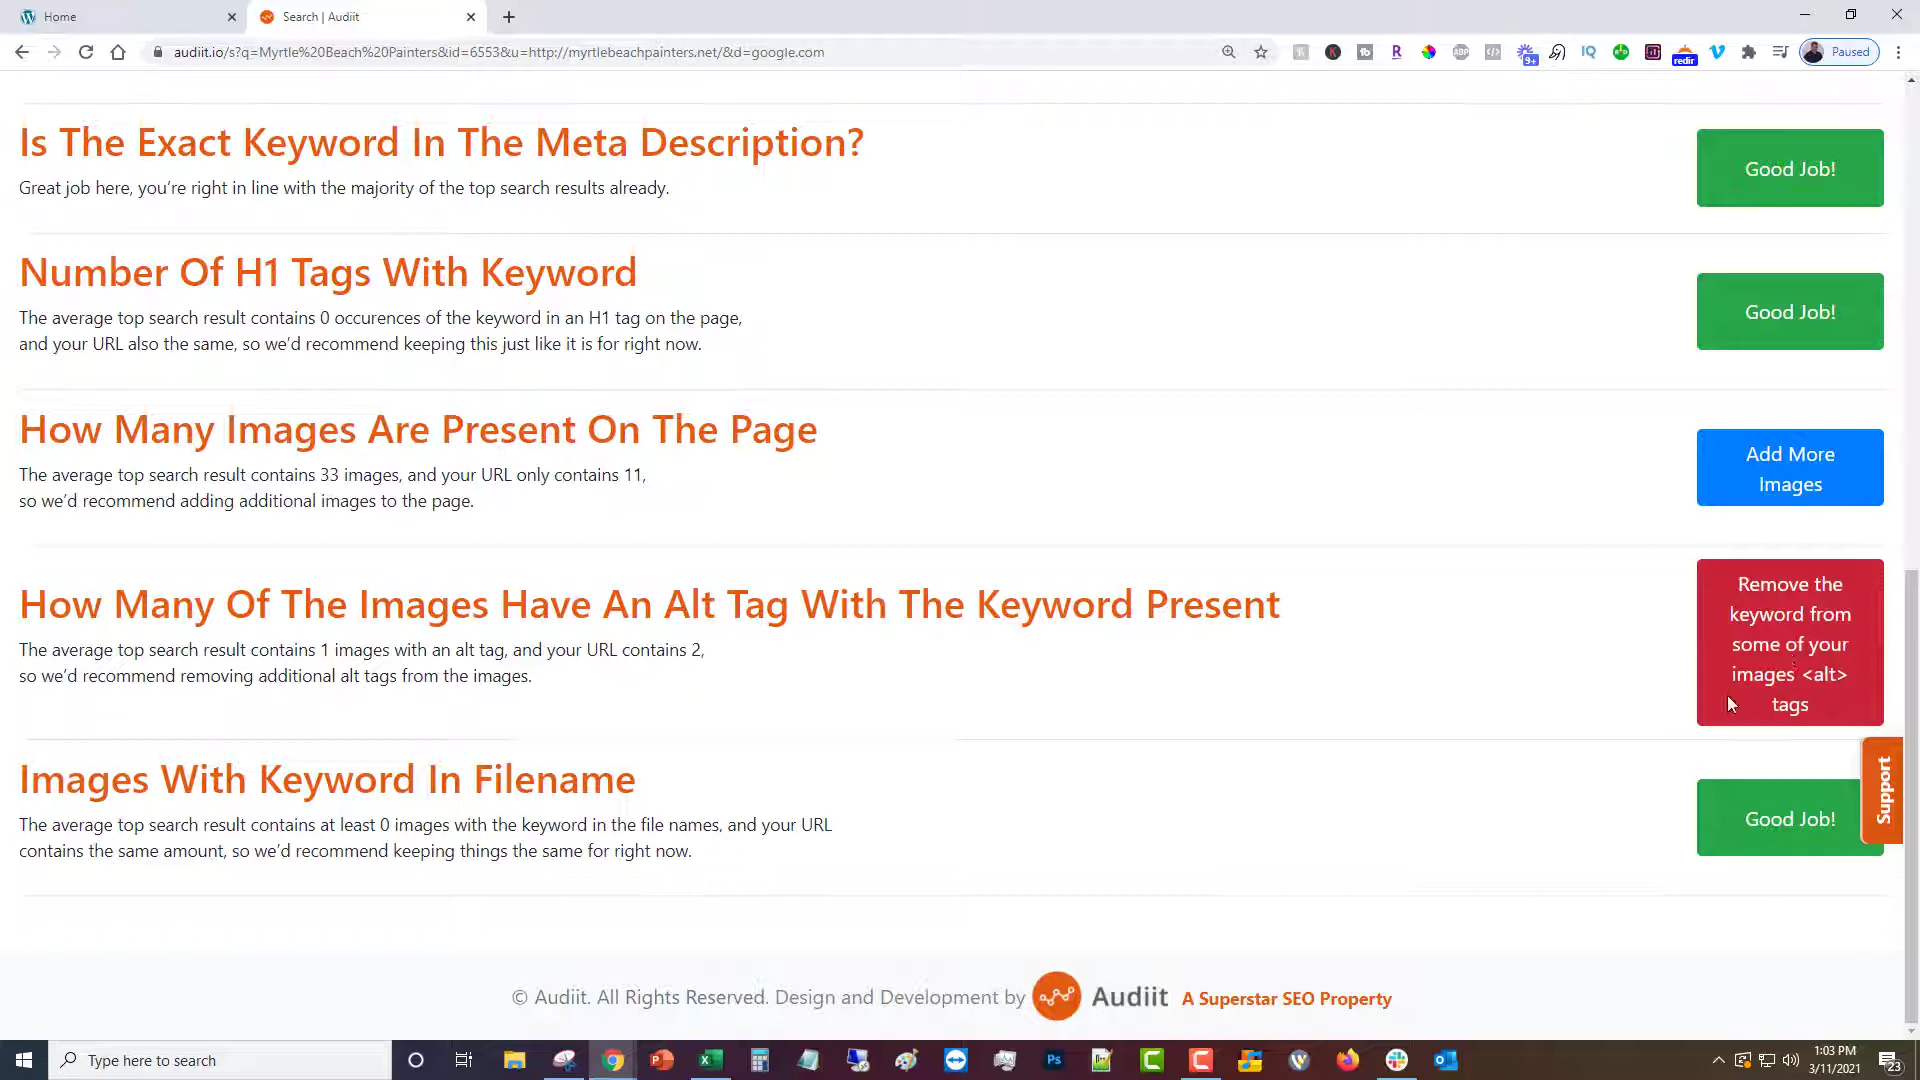 Home
Search | Audiit
audiit.io/s?q=Myrtle%20Beach%20Painters&id=6553&u=http://myrtlebeachpainters.net/&d=google.com
Paused
Is The Exact Keyword In The Meta Description?
Great job here, you're right in line with the majority of the top search results already.
Good Job!
Number Of H1 Tags With Keyword
The average top search result contains 0 occurences of the keyword in an H1 tag on the page,
and your URL also the same, so we'd recommend keeping this just like it is for right now.
Good Job!
How Many Images Are Present On The Page
The average top search result contains 33 images, and your URL only contains 11,
so we'd recommend adding additional images to the page.
Add More
Images
How Many Of The Images Have An Alt Tag With The Keyword Present
The average top search result contains 1 images with an alt tag, and your URL contains 2,
so we'd recommend removing additional alt tags from the images.
Remove the
keyword from
some of your
images <alt>
tags
Images With Keyword In Filename
The average top search result contains at least 0 images with the keyword in the file names, and your URL
contains the same amount, so we'd recommend keeping things the same for right now.
Good Job!
Support
© Audiit. All Rights Reserved. Design and Development by Audiit A Superstar SEO Property
Type here to search
1:03 PM
3/11/2021
23